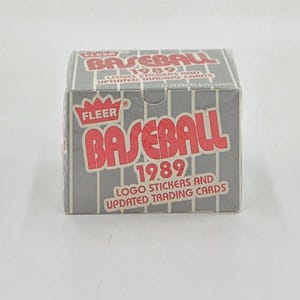 FLEER
BASEBALL
1989
LOGO STICKERS AND
UPDATED TRADING CARDS
FLEER
BASEBALL
1989
LOGO STICKERS AND
UPDATED TRADING CARDS